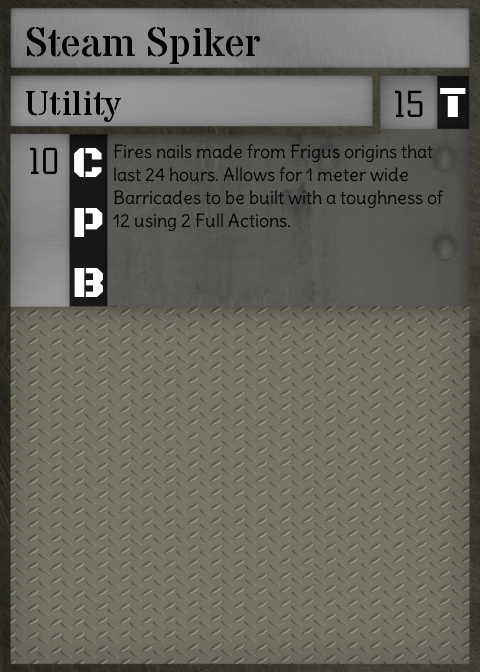 Steam Spiker
Utility
15 T
10 C
P
B
Fires nails made from Frigus origins that
last 24 hours. Allows for 1 meter wide
Barricades to be built with a toughness of
12 using 2 Full Actions.